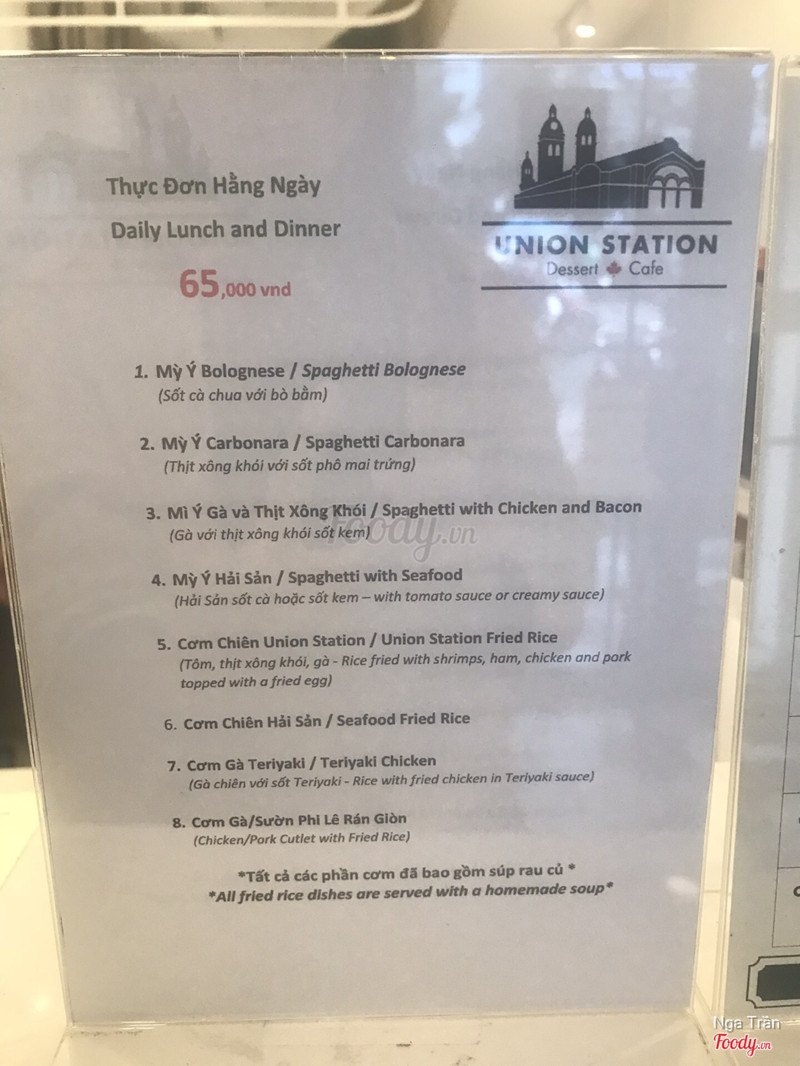 Thực Đơn Hằng Ngày
Daily Lunch and Dinner
65,000 vnd
UNION STATION
Dessert Cafe
1. Mỳ Ý Bolognese / Spaghetti Bolognese
(Sốt cà chua với bò bằm)
2. Mỳ Ý Carbonara / Spaghetti Carbonara
(Thịt xông khói với sốt phô mai trứng)
3. Mì Ý Gà và Thịt Xông Khói / Spaghetti with Chicken and Bacon
(Gà với thịt xông khói sốt kem)
foody.vn
4. Mỳ Ý Hải Sản / Spaghetti with Seafood
(Hải Sản sốt cà hoặc sốt kem – with tomato sauce or creamy sauce)
5. Cơm Chiên Union Station / Union Station Fried Rice
(Tôm, thịt xông khói, gà - Rice fried with shrimps, ham, chicken and pork
topped with a fried egg)
6. Cơm Chiên Hải Sản / Seafood Fried Rice
7. Cơm Gà Teriyaki / Teriyaki Chicken
(Gà chiên với sốt Teriyaki - Rice with fried chicken in Teriyaki sauce)
8. Cơm Gà/Sườn Phi Lê Rán Giòn
(Chicken/Pork Cutlet with Fried Rice)
*Tất cả các phần cơm đã bao gồm súp rau củ *
*All fried rice dishes are served with a homemade soup*
Nga Trần
Foody.vn